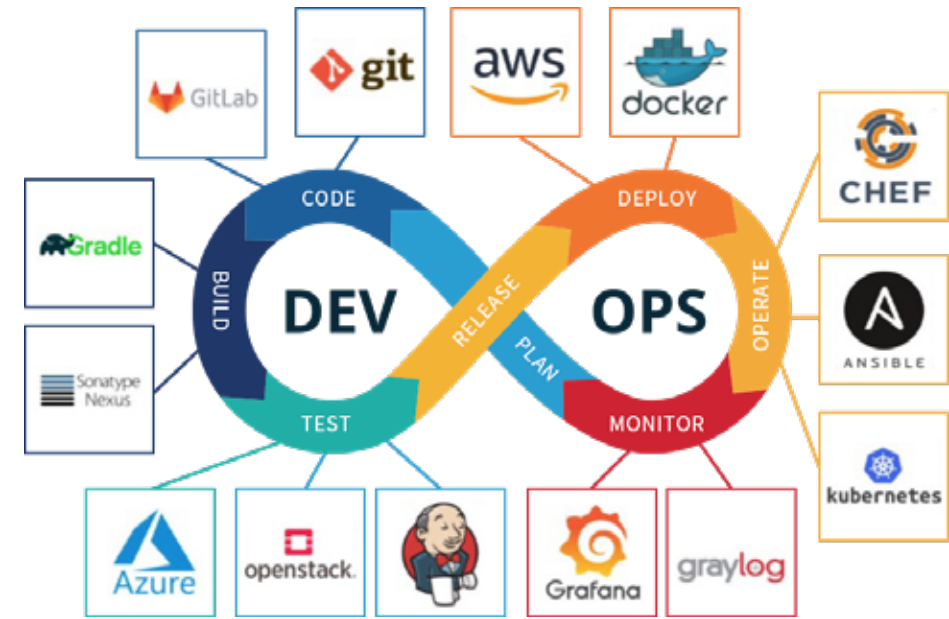 GitLab
git
aws
docker
CODE
DEPLOY
CHEF
Gradle
BUILD
DEV
RELEASE
OPS
OPERATE
ANSIBLE
Sonatype
Nexus
PLAN
TEST
MONITOR
kubernetes
Azure
openstack.
Grafana
graylog